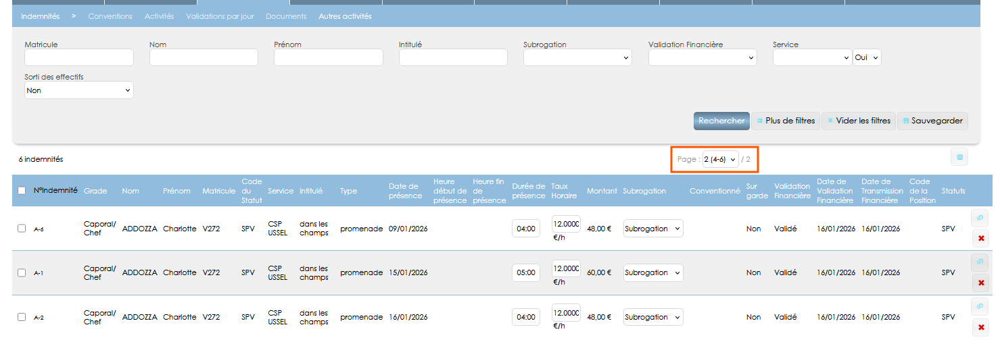 Indemnités > Conventions Activités Validations par jour Documents Autres activités
Matricule Nom Prénom Intitulé Subrogation Validation Financière Service
Oui
Sorti des effectifs
Non
Rechercher Plus de filtres Vider les filtres Sauvegarder
6 indemnités Page : 2 (4-6) / 2
N°Indemnité Grade Nom Prénom Matricule Code du Statut Service Intitulé Type Date de présence Heure début de présence Heure fin de présence Durée de présence Taux Horaire Montant Subrogation Conventionné Sur garde Validation Financière Date de Validation Financière Date de Transmission Financière Code de la Position Statuts
A-6 Caporal/Chef ADDOZZA Charlotte V272 SPV CSP USSEL dans les champs promenade 09/01/2026 04:00 12.0000 €/h 48,00 € Subrogation Non Validé 16/01/2026 16/01/2026 SPV
A-1 Caporal/Chef ADDOZZA Charlotte V272 SPV CSP USSEL dans les champs promenade 15/01/2026 05:00 12.0000 €/h 60,00 € Subrogation Non Validé 16/01/2026 16/01/2026 SPV
A-2 Caporal/Chef ADDOZZA Charlotte V272 SPV CSP USSEL dans les champs promenade 16/01/2026 04:00 12.0000 €/h 48,00 € Subrogation Non Validé 16/01/2026 16/01/2026 SPV